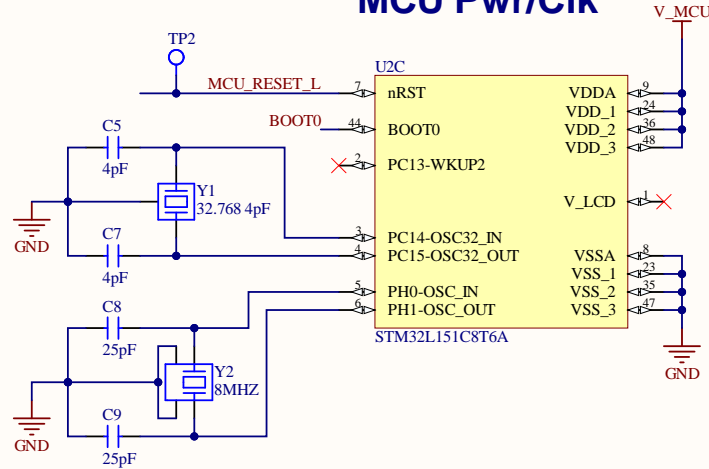 MCU Pwr/Clk
V_MCU
TP2
U2C
MCU_RESET_L
7
nRST
VDDA
9
VDD_1
24
BOOT0
44
BOOT0
VDD_2
36
VDD_3
48
C5
4pF
2
PC13-WKUP2
Y1
32.768 4pF
V_LCD
1
GND
C7
4pF
3
PC14-OSC32_IN
4
PC15-OSC32_OUT
VSSA
8
VSS_1
23
5
PH0-OSC_IN
VSS_2
35
6
PH1-OSC_OUT
VSS_3
47
C8
25pF
STM32L151C8T6A
Y2
8MHZ
GND
C9
25pF
GND